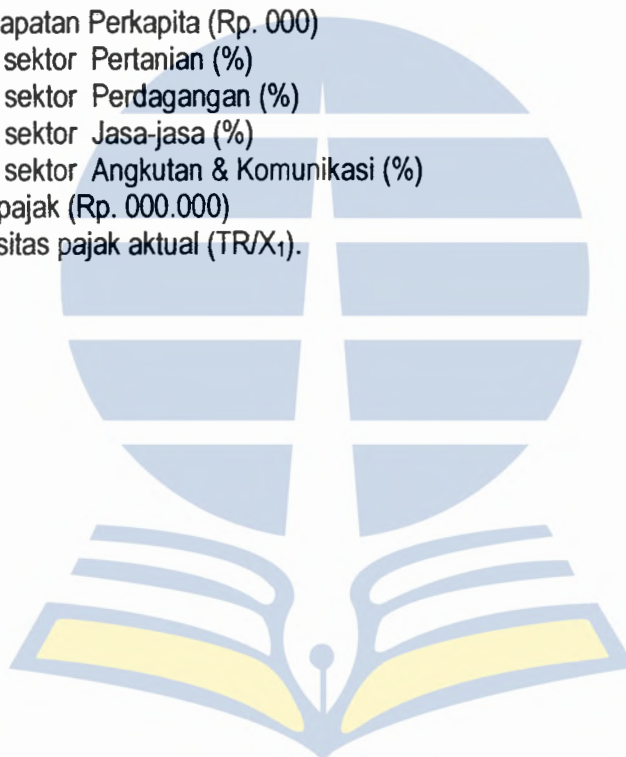 apatan Perkapita (Rp. 000)
sektor Pertanian (%)
sektor Perdagangan (%)
sektor Jasa-jasa (%)
sektor Angkutan & Komunikasi (%)
pajak (Rp. 000.000)
sitas pajak aktual (TR/X₁).